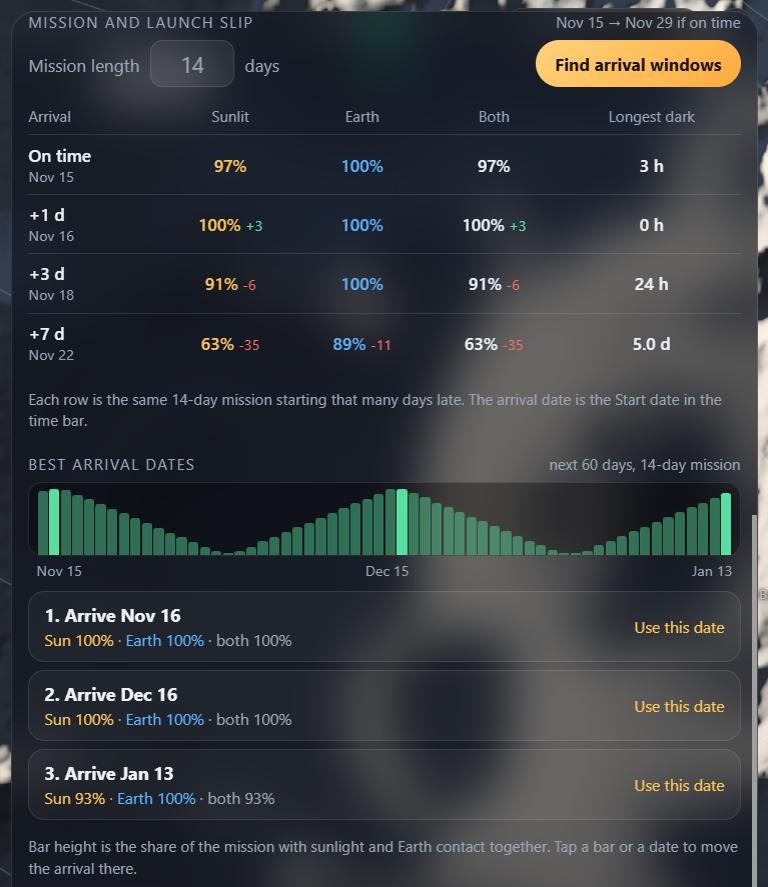 MISSION AND LAUNCH SLIP
Nov 15 → Nov 29 if on time
Mission length 14 days
Find arrival windows
Arrival Sunlit Earth Both Longest dark
On time 97% 100% 97% 3 h
Nov 15
+1 d 100% +3 100% 100% +3 0 h
Nov 16
+3 d 91% -6 100% 91% -6 24 h
Nov 18
+7 d 63% -35 89% -11 63% -35 5.0 d
Nov 22
Each row is the same 14-day mission starting that many days late. The arrival date is the Start date in the
time bar.
BEST ARRIVAL DATES
next 60 days, 14-day mission
Nov 15 Dec 15 Jan 13
1. Arrive Nov 16
Sun 100% · Earth 100% · both 100%
Use this date
2. Arrive Dec 16
Sun 100% · Earth 100% · both 100%
Use this date
3. Arrive Jan 13
Sun 93% · Earth 100% · both 93%
Use this date
Bar height is the share of the mission with sunlight and Earth contact together. Tap a bar or a date to move
the arrival there.